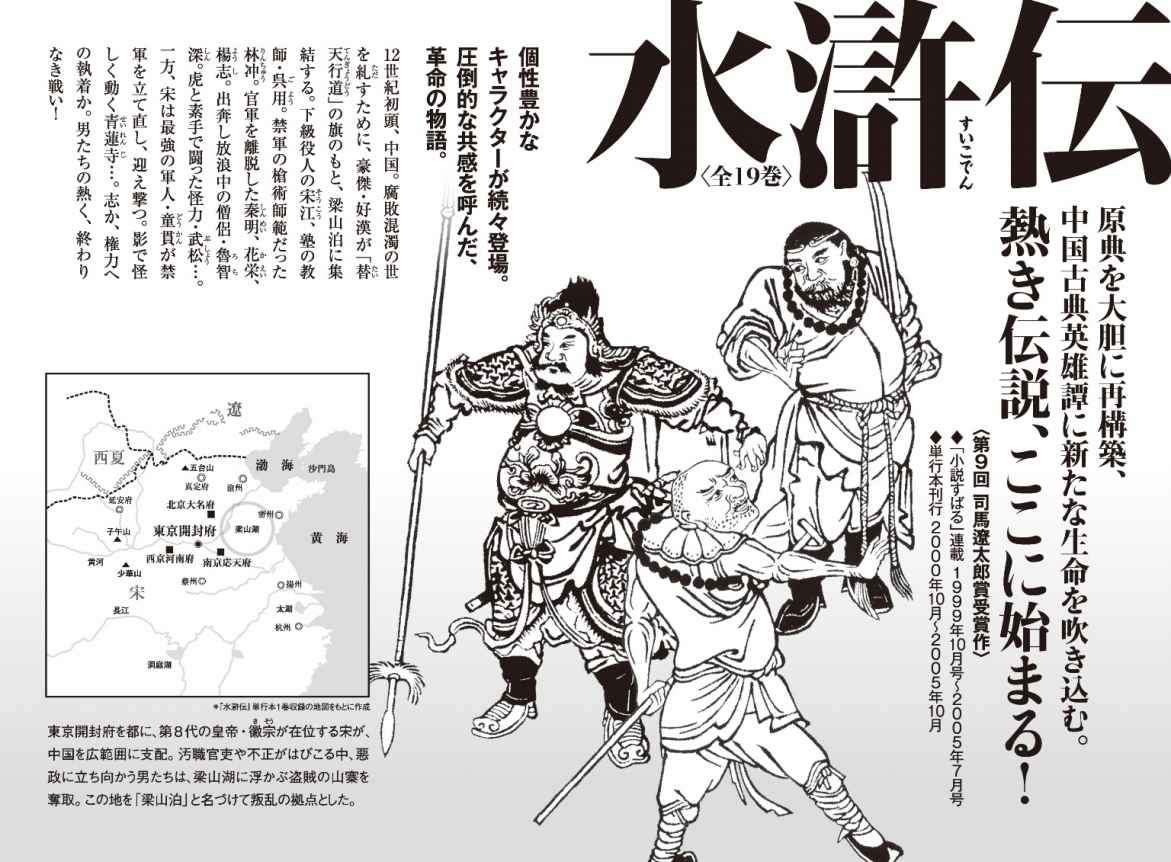 水滸伝
すいこでん
〈全19巻〉
原典を大胆に再構築、
中国古典英雄譚に新たな生命を吹き込む。
熱き伝説、ここに始まる!
〈第9回 司馬遼太郎賞受賞作〉
◆「小説すばる」連載 1999年10月号~2005年7月号
◆単行本刊行 2000年10月~2005年10月
個性豊かな
キャラクターが続々登場。
圧倒的な共感を呼んだ、
革命の物語。
12世紀初頭、中国。腐敗混濁の世
を糺すために、豪傑・好漢が「替
天行道」の旗のもと、梁山泊に集
結する。下級役人の宋江、塾の教
師・呉用。禁軍の槍術師範だった
林冲。官軍を離脱した秦明、花栄、
楊志。出奔し放浪中の僧侶・魯智
深。虎と素手で闘った怪力・武松…。
一方、宋は最強の軍人・童貫が禁
軍を立て直し、迎え撃つ。影で怪
しく動く青蓮寺…。志か、権力へ
の執着か。男たちの熱く、終わり
なき戦い!
遼
西夏
渤海
沙門島
▲五台山
真定府
滄州
延安府
北京大名府
密州
子午山
東京開封府
梁山湖
黄海
黄河
西京河南府
南京応天府
少華山
蔡州
揚州
宋
長江
太湖
杭州
洞庭湖
*『水滸伝』単行本1巻収録の地図をもとに作成
東京開封府を都に、第8代の皇帝・徽宗が在位する宋が、
中国を広範囲に支配。汚職官吏や不正がはびこる中、悪
政に立ち向かう男たちは、梁山湖に浮かぶ盗賊の山寨を
奪取。この地を「梁山泊」と名づけて叛乱の拠点とした。